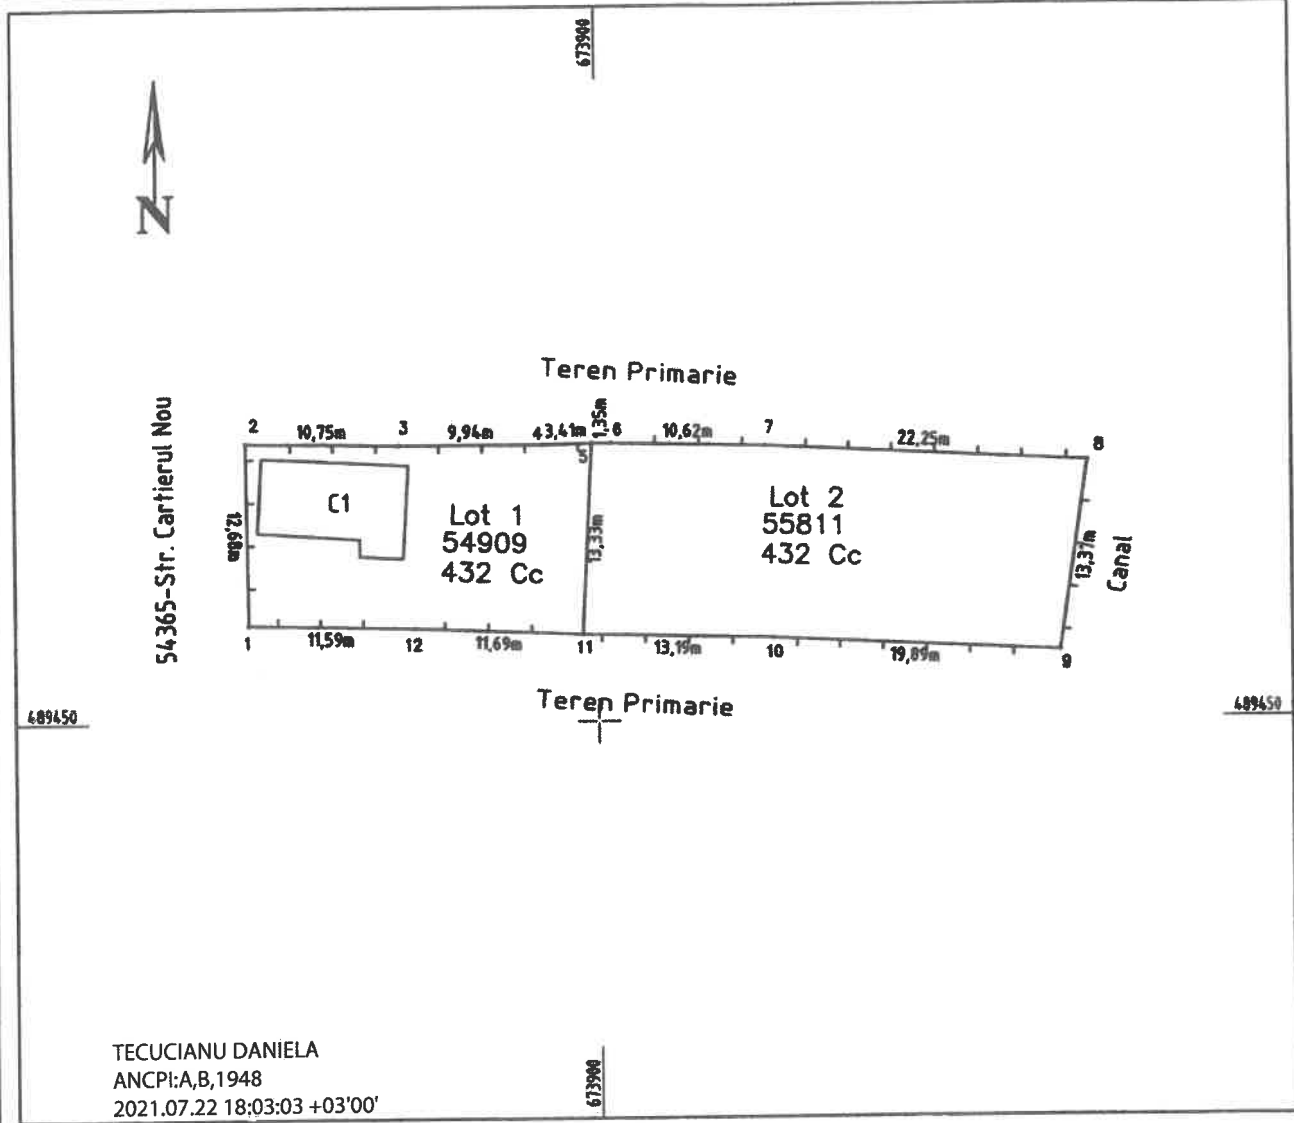 673900
N
Teren Primarie
54365-Str. Cartierul Nou
2
10,75m
3
9,94m
43,41m
1,35m
6
10,62m
7
22,25m
8
5
C1
Lot 1
54909
432 Cc
Lot 2
55811
432 Cc
12,68m
13,33m
13,37m
Canal
1
11,59m
12
11,69m
11
13,19m
10
19,89m
9
Teren Primarie
489450
489450
TECUCIANU DANIELA
ANCPI:A,B,1948
2021.07.22 18:03:03 +03'00'
673900